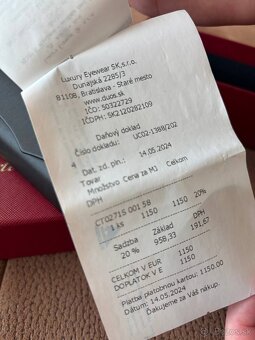 Luxury Eyewear SK,s.r.o.
Dunajská 2285/3
81108, Bratislava - Staré mesto
www.duos.sk
IČO: 50322729
IČDPH: SK2120282109
Daňový doklad
Číslo dokladu: UC02-1388/202
4
Dat. zd. pln.: 14.05.2024
Tovar
Množstvo Cena za MJ Celkom
DPH
CT0271S 001 58
1 ks 1150 1150 20%
Sadzba Základ DPH
20 % 958,33 191,67
CELKOM V EUR 1150
DOPLATOK V E 1150
Platba platobnou kartou: 1150.00
Dátum: 14.05.2024
Ďakujeme za Váš nákup.